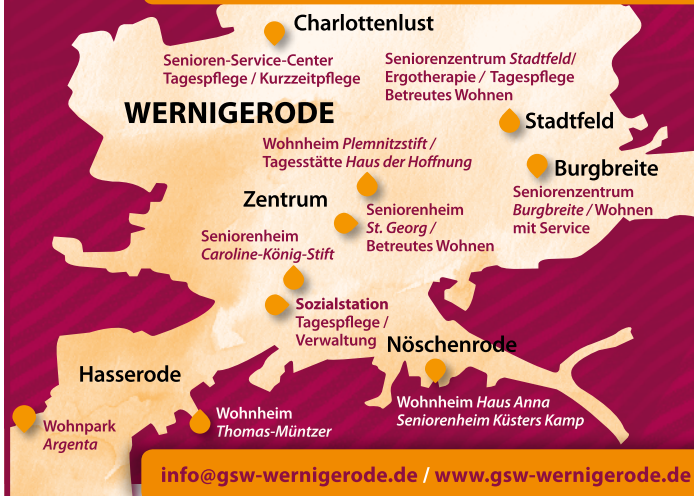 Charlottenlust
Senioren-Service-Center
Tagespflege / Kurzzeitpflege
Seniorenzentrum Stadtfeld/
Ergotherapie / Tagespflege
Betreutes Wohnen
WERNIGERODE
Stadtfeld
Wohnheim Plemnitzstift /
Tagesstätte Haus der Hoffnung
Burgbreite
Seniorenzentrum
Burgbreite / Wohnen
mit Service
Zentrum
Seniorenheim
St. Georg /
Betreutes Wohnen
Seniorenheim
Caroline-König-Stift
Sozialstation
Tagespflege /
Verwaltung
Nöschenrode
Hasserode
Wohnheim Haus Anna
Seniorenheim Küsters Kamp
Wohnheim
Thomas-Müntzer
Wohnpark
Argenta
info@gsw-wernigerode.de / www.gsw-wernigerode.de